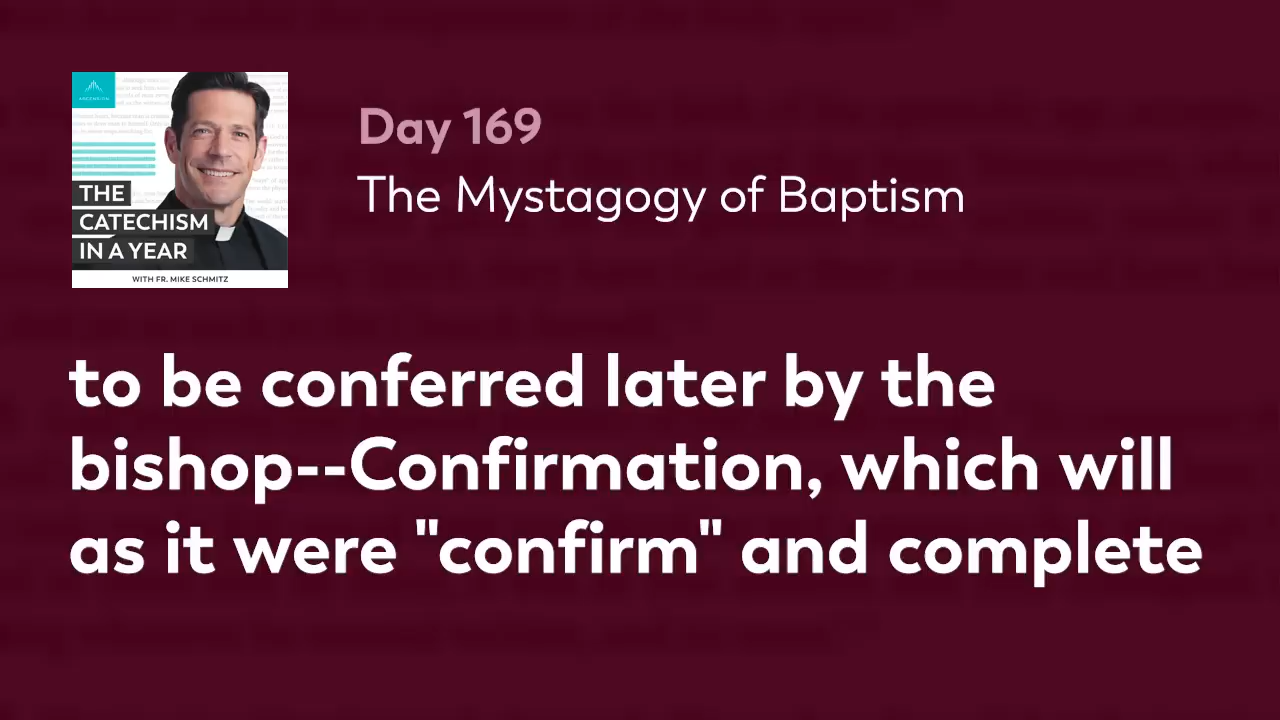 ASCENSION
THE
CATECHISM
IN A YEAR
WITH FR. MIKE SCHMITZ
Day 169
The Mystagogy of Baptism
to be conferred later by the
bishop--Confirmation, which will
as it were "confirm" and complete